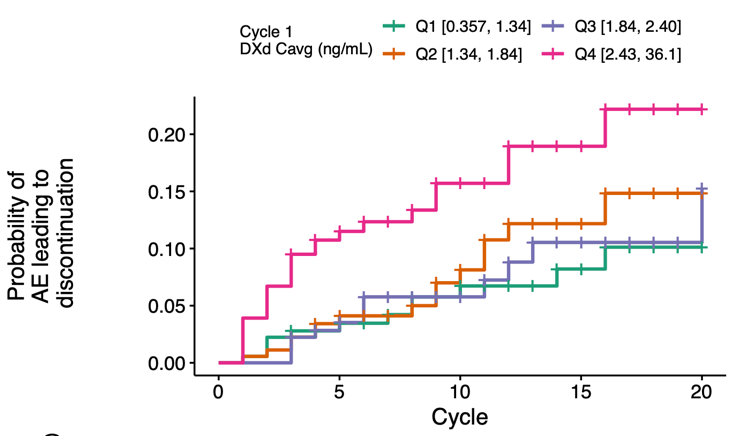 Cycle 1
DXd Cavg (ng/mL)
Q1 [0.357, 1.34]
Q3 [1.84, 2.40]
Q2 [1.34, 1.84]
Q4 [2.43, 36.1]
Probability of
AE leading to
discontinuation
0.20
0.15
0.10
0.05
0.00
0 5 10 15 20
Cycle